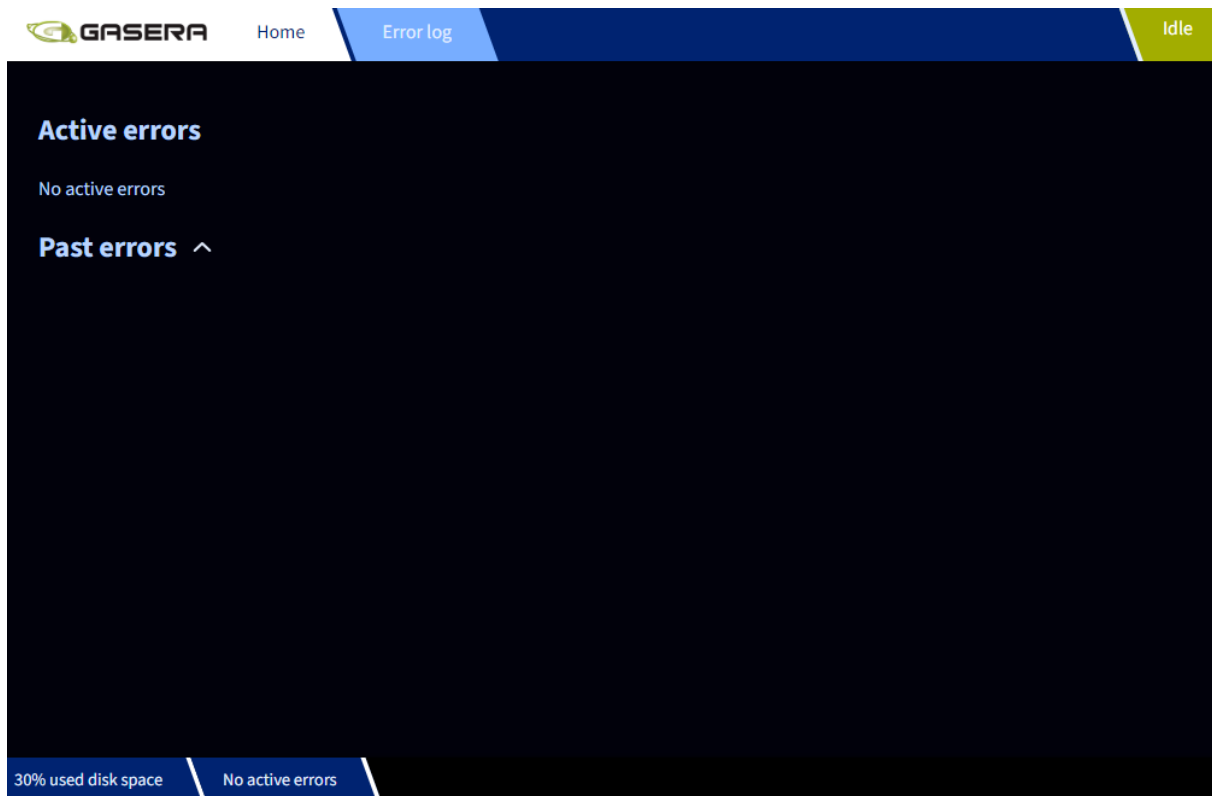 GASERA Home Error log Idle
Active errors
No active errors
Past errors
30% used disk space No active errors